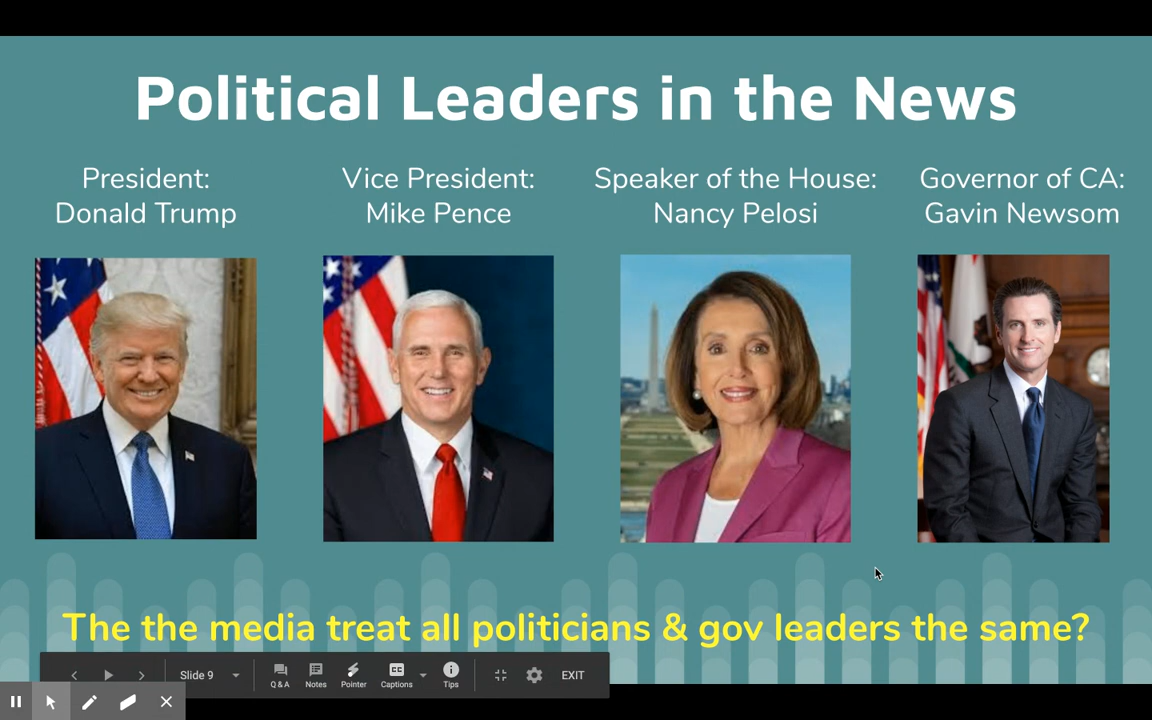 Political Leaders in the News
President:
Donald Trump
Vice President:
Mike Pence
Speaker of the House:
Nancy Pelosi
Governor of CA:
Gavin Newsom
The the media treat all politicians & gov leaders the same?
Slide 9
Q & A
Notes
Pointer
Captions
CC
Tips
EXIT